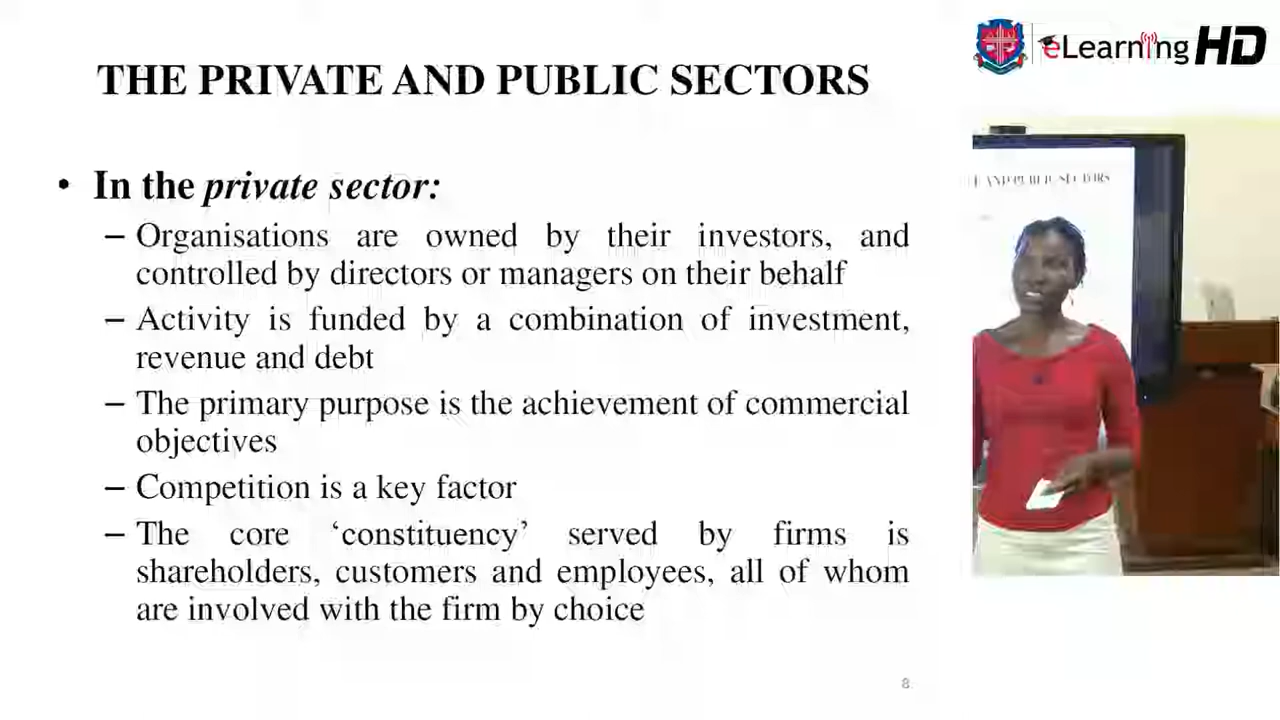 eLearning HD
THE PRIVATE AND PUBLIC SECTORS
• In the private sector:
– Organisations are owned by their investors, and
controlled by directors or managers on their behalf
– Activity is funded by a combination of investment,
revenue and debt
– The primary purpose is the achievement of commercial
objectives
– Competition is a key factor
– The core ‘constituency’ served by firms is
shareholders, customers and employees, all of whom
are involved with the firm by choice
AND PUBLIC SECTORS
8